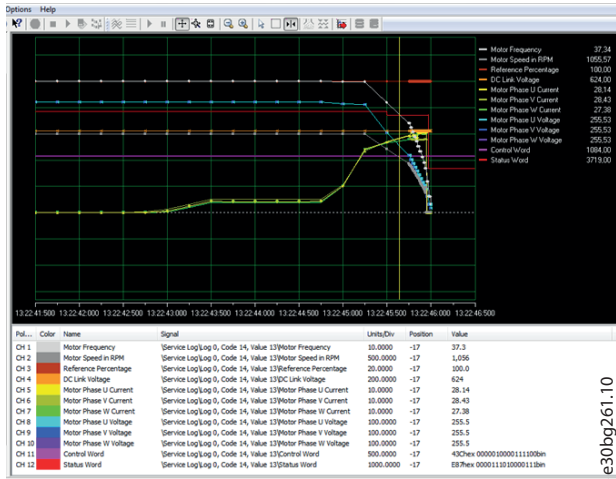 Options Help
Motor Frequency 37,34
Motor Speed in RPM 1055,57
Reference Percentage 100,00
DC Link Voltage 624,00
Motor Phase U Current 28,14
Motor Phase V Current 28,43
Motor Phase W Current 27,38
Motor Phase U Voltage 255,53
Motor Phase V Voltage 255,53
Motor Phase W Voltage 255,53
Control Word 1084,00
Status Word 3719,00
13:22:41 500 13:22:42 000 13:22:42 500 13:22:43 000 13:22:43 500 13:22:44 000 13:22:44 500 13:22:45 000 13:22:45 500 13:22:46 000 13:22:46 500
Pol... Color Name Signal Units/Div Position Value
CH 1 Motor Frequency \Service Log\Log 0, Code 14, Value 13\Motor Frequency 10.0000 -17 37.3
CH 2 Motor Speed in RPM \Service Log\Log 0, Code 14, Value 13\Motor Speed in RPM 500.0000 -17 1,056
CH 3 Reference Percentage \Service Log\Log 0, Code 14, Value 13\Reference Percentage 20.0000 -17 100.0
CH 4 DC Link Voltage \Service Log\Log 0, Code 14, Value 13\DC Link Voltage 200.0000 -17 624
CH 5 Motor Phase U Current \Service Log\Log 0, Code 14, Value 13\Motor Phase U Current 10.0000 -17 28.14
CH 6 Motor Phase V Current \Service Log\Log 0, Code 14, Value 13\Motor Phase V Current 10.0000 -17 28.43
CH 7 Motor Phase W Current \Service Log\Log 0, Code 14, Value 13\Motor Phase W Current 10.0000 -17 27.38
CH 8 Motor Phase U Voltage \Service Log\Log 0, Code 14, Value 13\Motor Phase U Voltage 100.0000 -17 255.5
CH 9 Motor Phase V Voltage \Service Log\Log 0, Code 14, Value 13\Motor Phase V Voltage 100.0000 -17 255.5
CH 10 Motor Phase W Voltage \Service Log\Log 0, Code 14, Value 13\Motor Phase W Voltage 100.0000 -17 255.5
CH 11 Control Word \Service Log\Log 0, Code 14, Value 13\Control Word 500.0000 -17 43Chex 0000010000111100bin
CH 12 Status Word \Service Log\Log 0, Code 14, Value 13\Status Word 1000.0000 -17 E87hex 0000111010000111bin
e30bg261.10